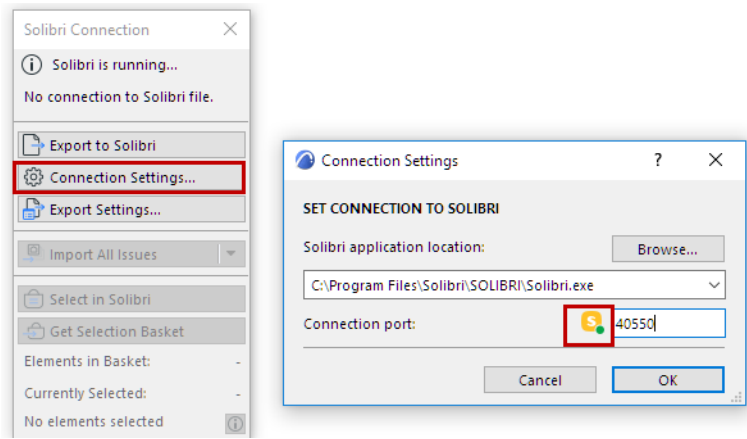 Solibri Connection
Solibri is running...
No connection to Solibri file.
Export to Solibri
Connection Settings...
Export Settings...
Import All Issues
Select in Solibri
Get Selection Basket
Elements in Basket: -
Currently Selected: -
No elements selected
Connection Settings ?
SET CONNECTION TO SOLIBRI
Solibri application location: Browse...
C:\Program Files\Solibri\SOLIBRI\Solibri.exe
Connection port: S 40550
Cancel OK